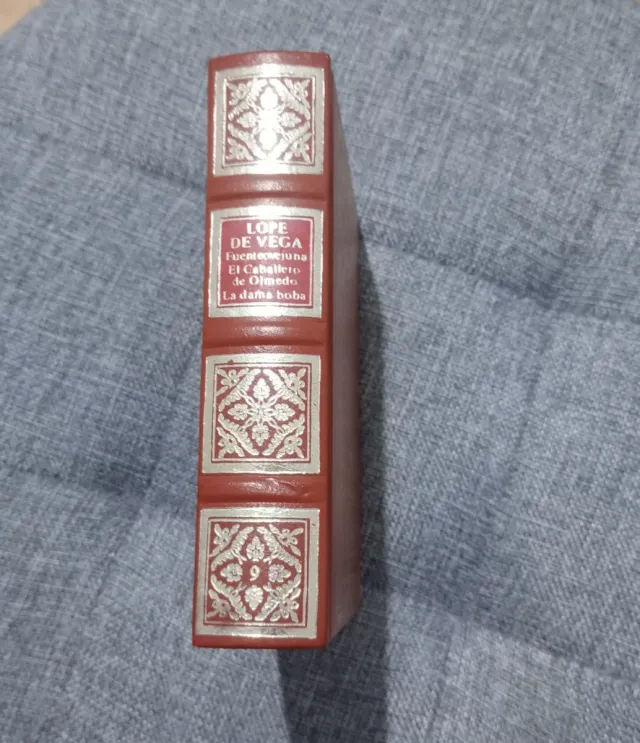 LOPE
DE VEGA
Fuenteovejuna
El Caballero
de Olmedo
La dama boba
9